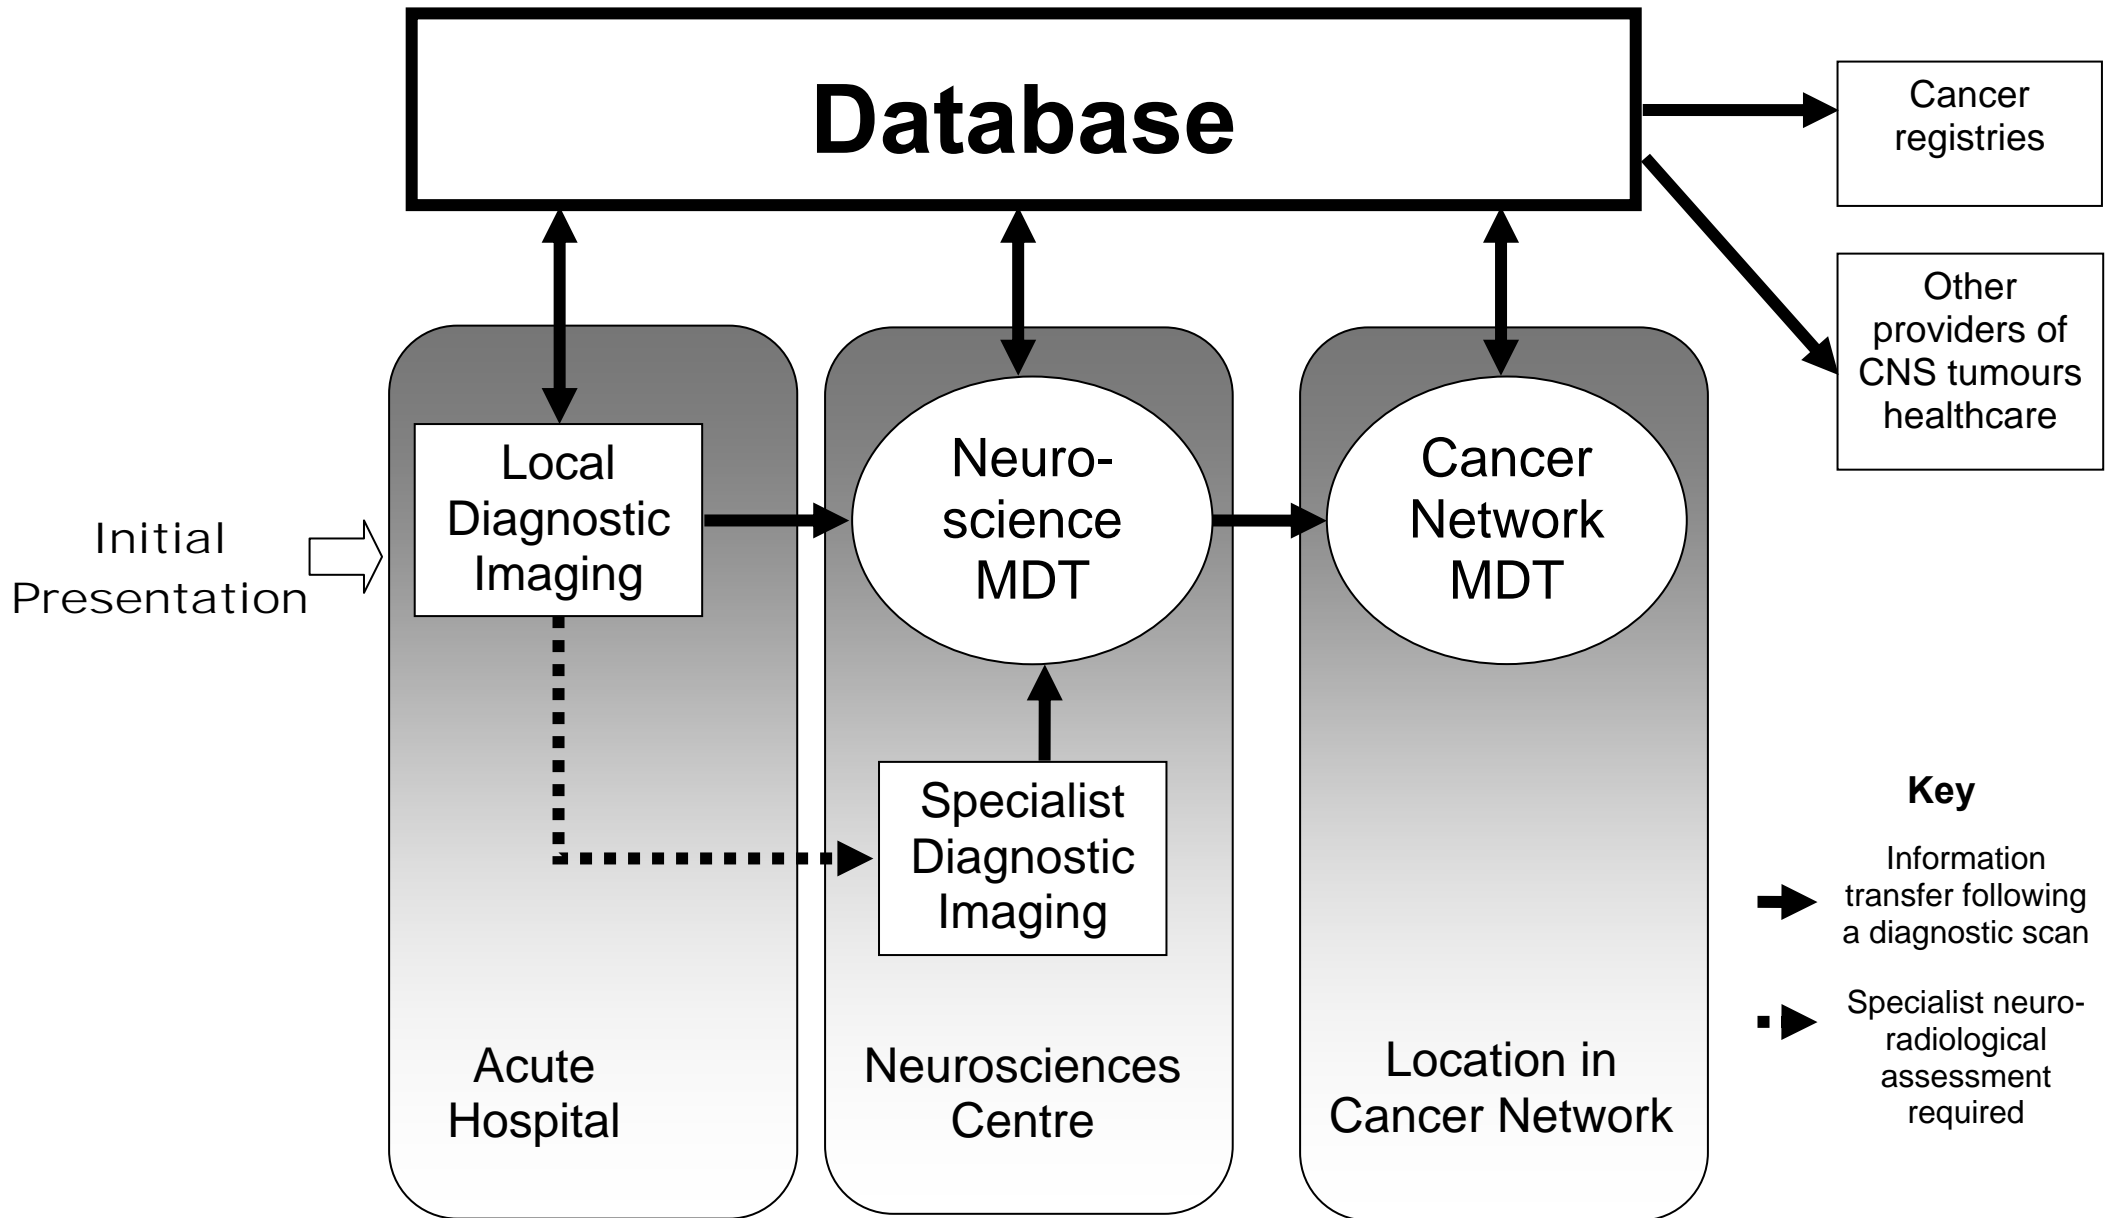 Database
Cancer
registries
Other
providers of
CNS tumours
healthcare
Initial
Presentation
Local
Diagnostic
Imaging
Neuro-
science
MDT
Cancer
Network
MDT
Specialist
Diagnostic
Imaging
Acute
Hospital
Neurosciences
Centre
Location in
Cancer Network
Key
Information
transfer following
a diagnostic scan
Specialist neuro-
radiological
assessment
required